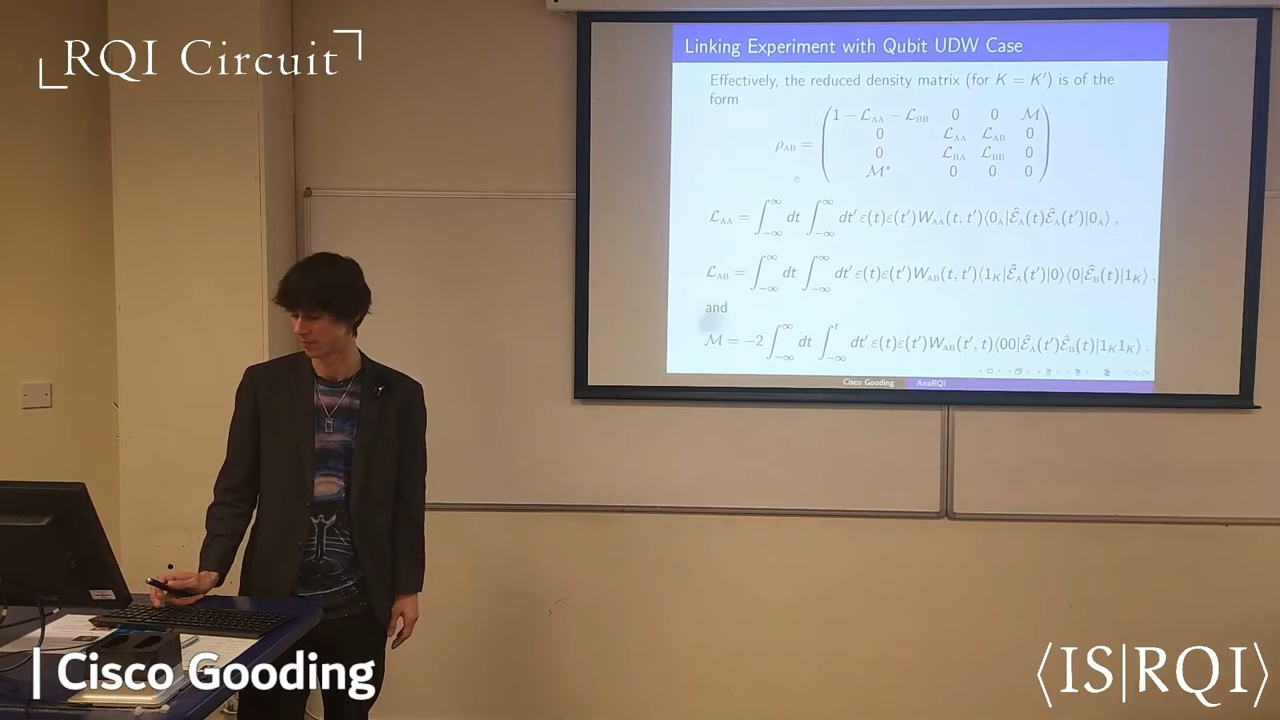 RQI Circuit
Linking Experiment with Qubit UDW Case
Effectively, the reduced density matrix (for K = K′) is of the
form
ρ_AB = ( 1 − 𝓛_AA − 𝓛_BB 0 0 𝓜
0 𝓛_AA 𝓛_AB 0
0 𝓛_BA 𝓛_BB 0
𝓜* 0 0 0 )
𝓛_AA = ∫_{−∞}^{∞} dt ∫_{−∞}^{∞} dt′ ε(t)ε(t′)W_AA(t, t′)⟨0_A|Ê_A(t)Ê_A(t′)|0_A⟩ ,
𝓛_AB = ∫_{−∞}^{∞} dt ∫_{−∞}^{∞} dt′ ε(t)ε(t′)W_AB(t, t′)⟨1_K|Ê_A(t′)|0⟩⟨0|Ê_B(t)|1_K⟩ ,
and
𝓜 = −2 ∫_{−∞}^{∞} dt ∫_{−∞}^{t} dt′ ε(t)ε(t′)W_AB(t′, t)⟨00|Ê_A(t′)Ê_B(t)|1_K1_K⟩ .
Cisco Gooding AnaRQI
| Cisco Gooding
⟨IS|RQI⟩